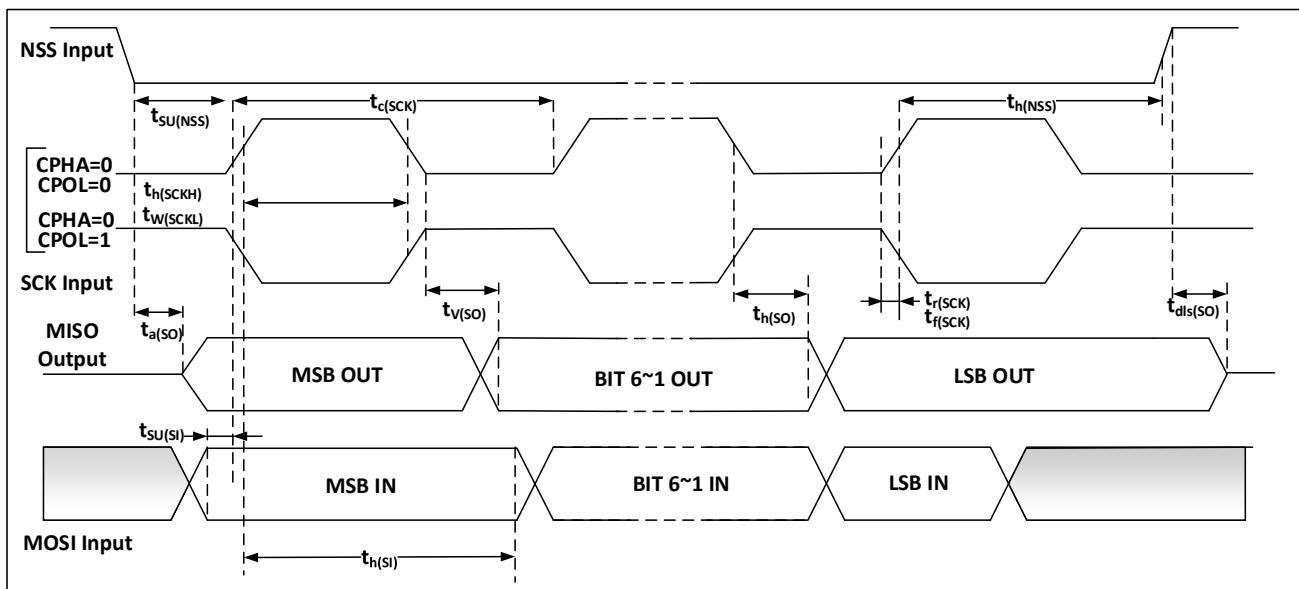 NSS Input
tSU(NSS)
tc(SCK)
th(NSS)
CPHA=0
CPOL=0
th(SCKH)
tW(SCKL)
CPHA=0
CPOL=1
SCK Input
ta(SO)
tV(SO)
th(SO)
tr(SCK)
tf(SCK)
tdIs(SO)
MISO
Output
MSB OUT
BIT 6~1 OUT
LSB OUT
tSU(SI)
MSB IN
BIT 6~1 IN
LSB IN
MOSI Input
th(SI)